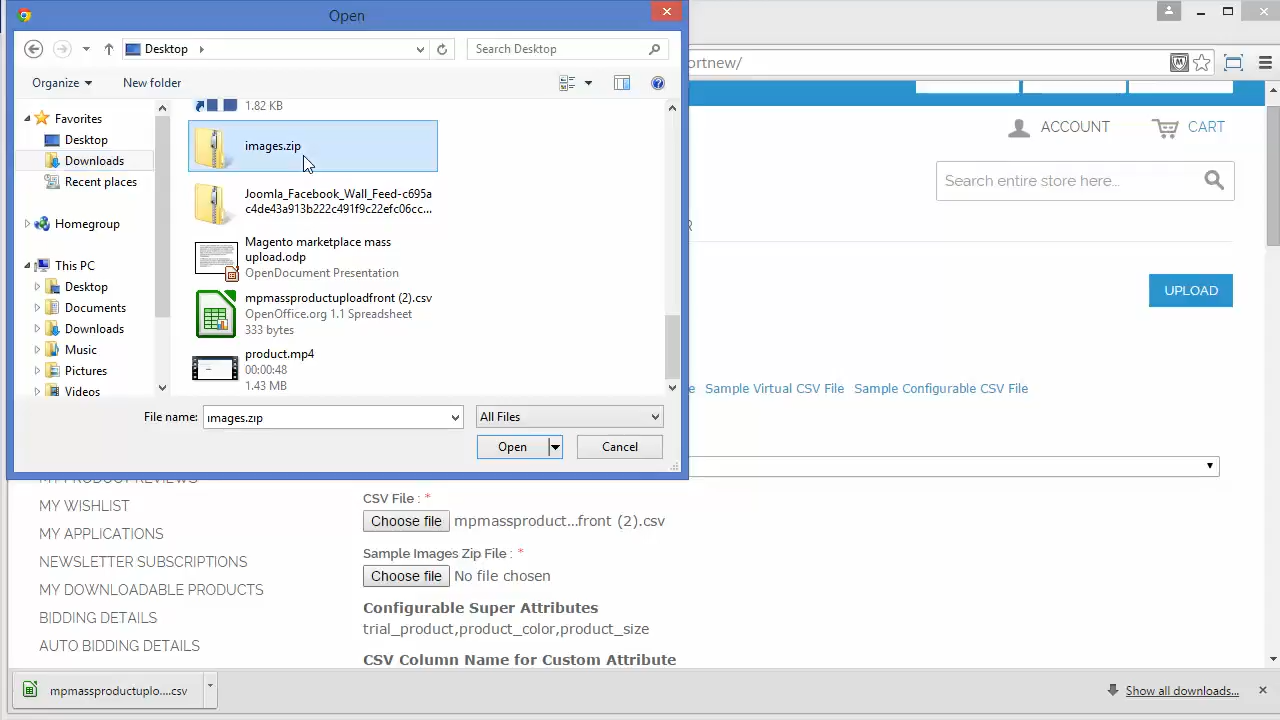 Open
Desktop
Search Desktop
ortnew/
Organize
New folder
Favorites
Desktop
Downloads
Recent places
Homegroup
This PC
Desktop
Documents
Downloads
Music
Pictures
Videos
1.82 KB
images.zip
Joomla_Facebook_Wall_Feed-c695a
c4de43a913b222c491f9c22efc06cc...
Magento marketplace mass
upload.odp
OpenDocument Presentation
mpmassproductuploadfront (2).csv
OpenOffice.org 1.1 Spreadsheet
333 bytes
product.mp4
00:00:48
1.43 MB
File name: images.zip
All Files
Open
Cancel
ACCOUNT
CART
Search entire store here...
R
UPLOAD
e Sample Virtual CSV File Sample Configurable CSV File
MY PRODUCT REVIEWS
MY WISHLIST
MY APPLICATIONS
NEWSLETTER SUBSCRIPTIONS
MY DOWNLOADABLE PRODUCTS
BIDDING DETAILS
AUTO BIDDING DETAILS
CSV File : *
Choose file mpmassproduct...front (2).csv
Sample Images Zip File : *
Choose file No file chosen
Configurable Super Attributes
trial_product,product_color,product_size
CSV Column Name for Custom Attribute
mpmassproductuplo....csv
Show all downloads...